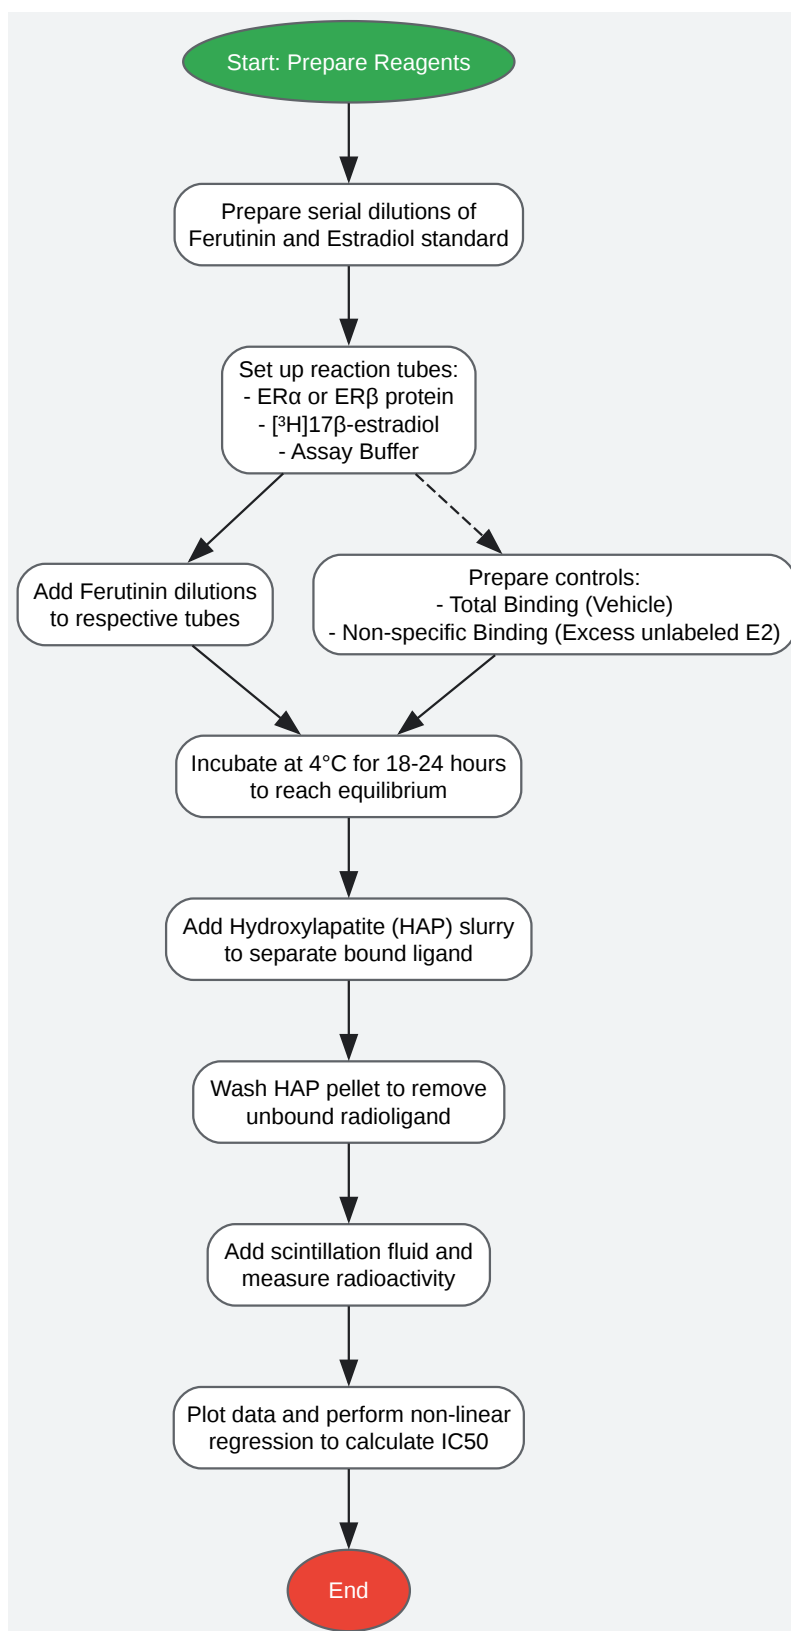 Start: Prepare Reagents
Prepare serial dilutions of
Ferutinin and Estradiol standard
Set up reaction tubes:
- ERα or ERβ protein
- [³H]17β-estradiol
- Assay Buffer
Add Ferutinin dilutions
to respective tubes
Prepare controls:
- Total Binding (Vehicle)
- Non-specific Binding (Excess unlabeled E2)
Incubate at 4°C for 18-24 hours
to reach equilibrium
Add Hydroxylapatite (HAP) slurry
to separate bound ligand
Wash HAP pellet to remove
unbound radioligand
Add scintillation fluid and
measure radioactivity
Plot data and perform non-linear
regression to calculate IC50
End